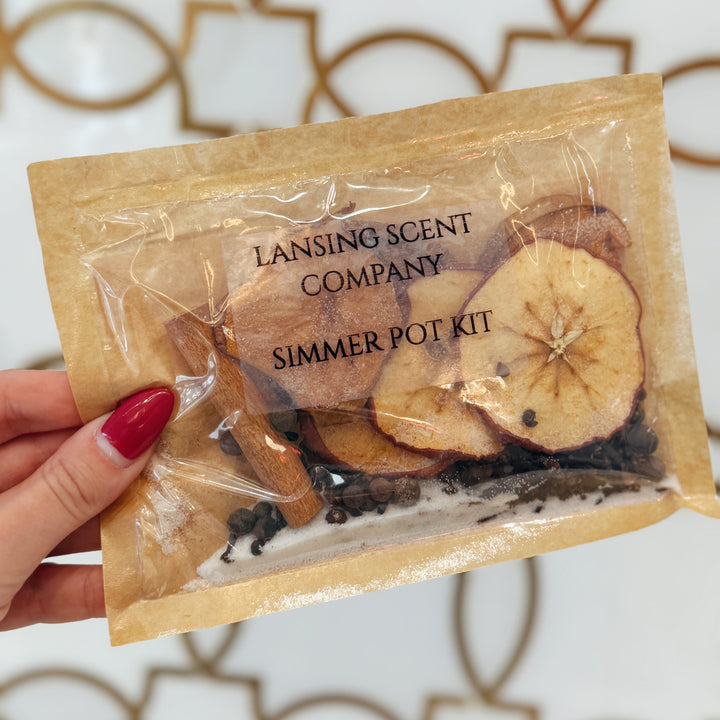 LANSING SCENT
COMPANY
SIMMER POT KIT